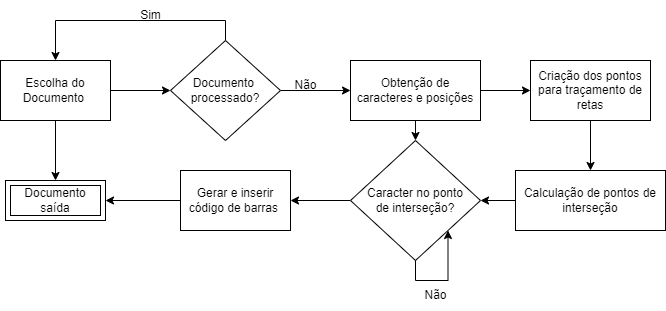 Sim
Escolha do
Documento
Documento
processado?
Não
Obtenção de
caracteres e posições
Criação dos pontos
para traçamento de
retas
Documento
saída
Gerar e inserir
código de barras
Caracter no ponto
de interseção?
Calculação de pontos de
interseção
Não